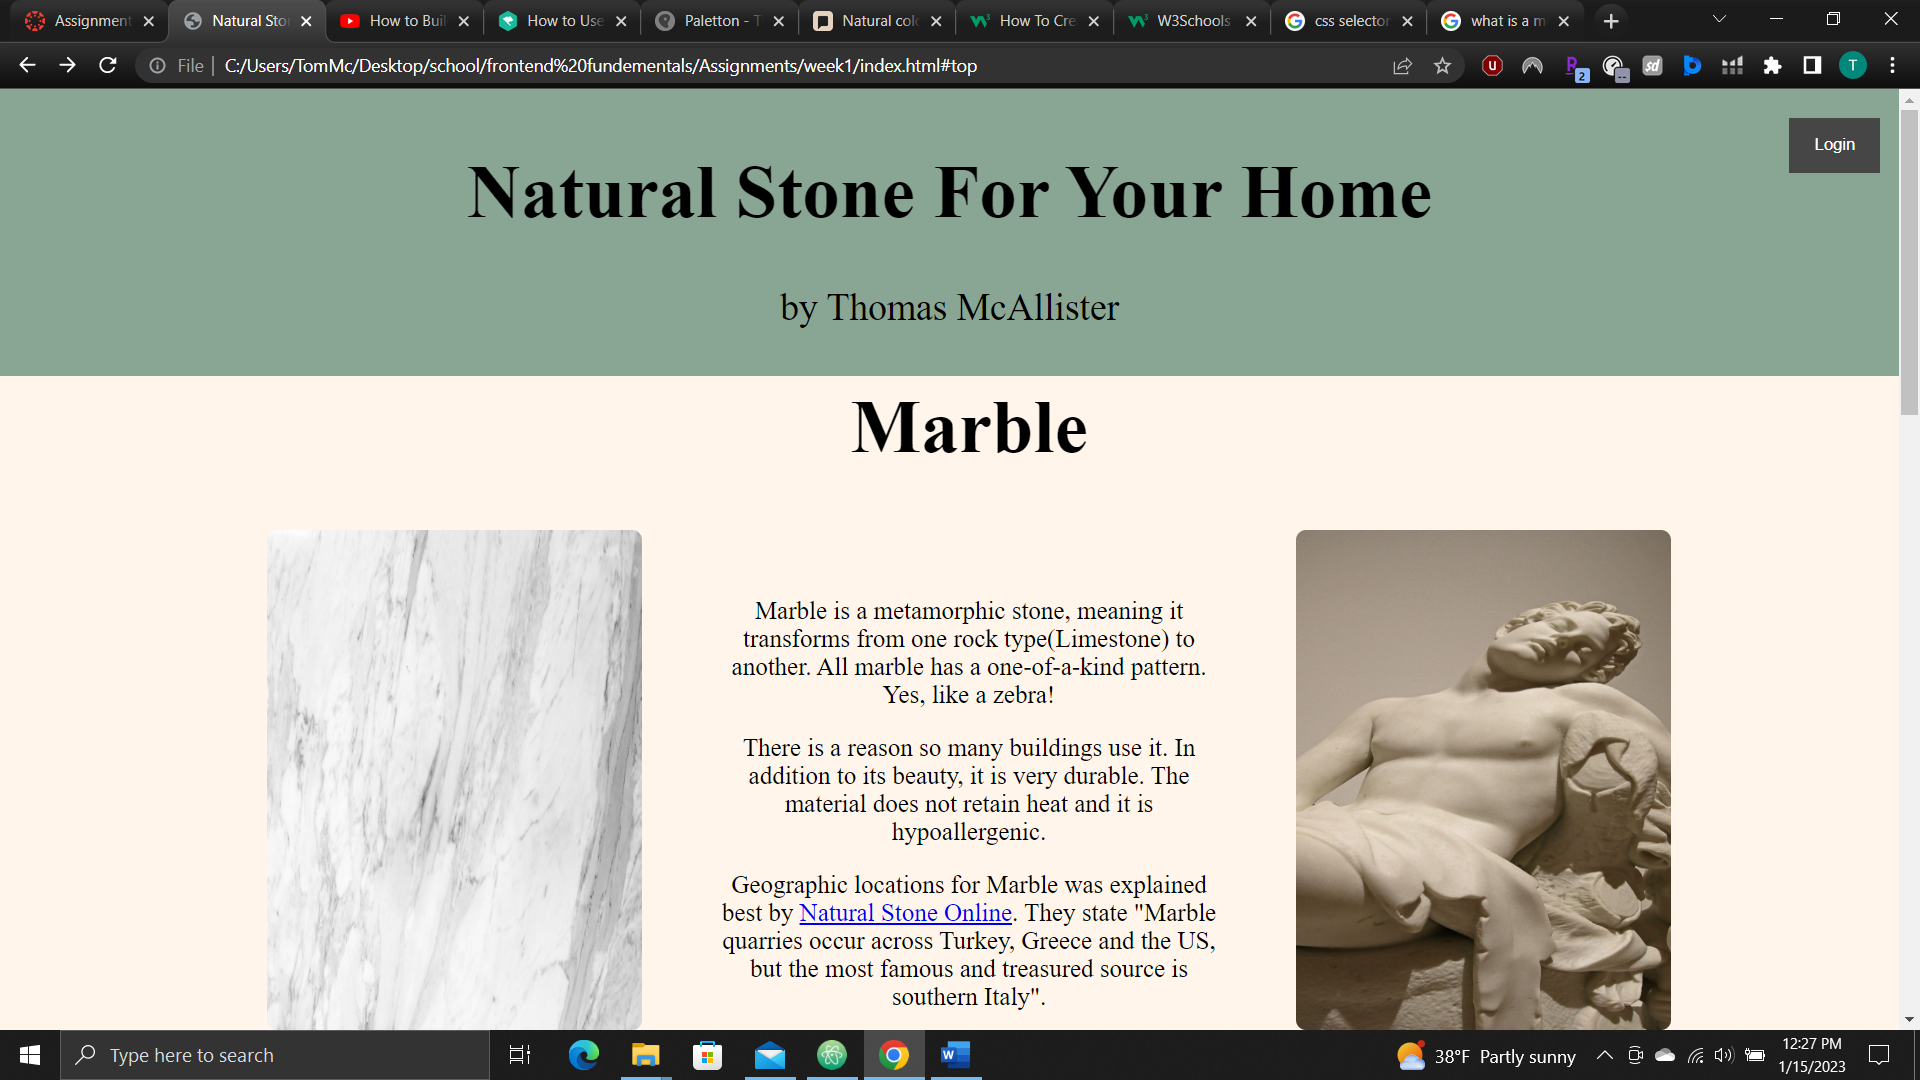 Assignment
Natural Sto
How to Buil
How to Use
Paletton - T
Natural colo
How To Cre
W3Schools
css selector
what is a m
File
C:/Users/TomMc/Desktop/school/frontend%20fundementals/Assignments/week1/index.html#top
2
T
Login
Natural Stone For Your Home
by Thomas McAllister
Marble
Marble is a metamorphic stone, meaning it
transforms from one rock type(Limestone) to
another. All marble has a one-of-a-kind pattern.
Yes, like a zebra!
There is a reason so many buildings use it. In
addition to its beauty, it is very durable. The
material does not retain heat and it is
hypoallergenic.
Geographic locations for Marble was explained
best by Natural Stone Online. They state "Marble
quarries occur across Turkey, Greece and the US,
but the most famous and treasured source is
southern Italy".
Type here to search
38°F Partly sunny
12:27 PM
1/15/2023